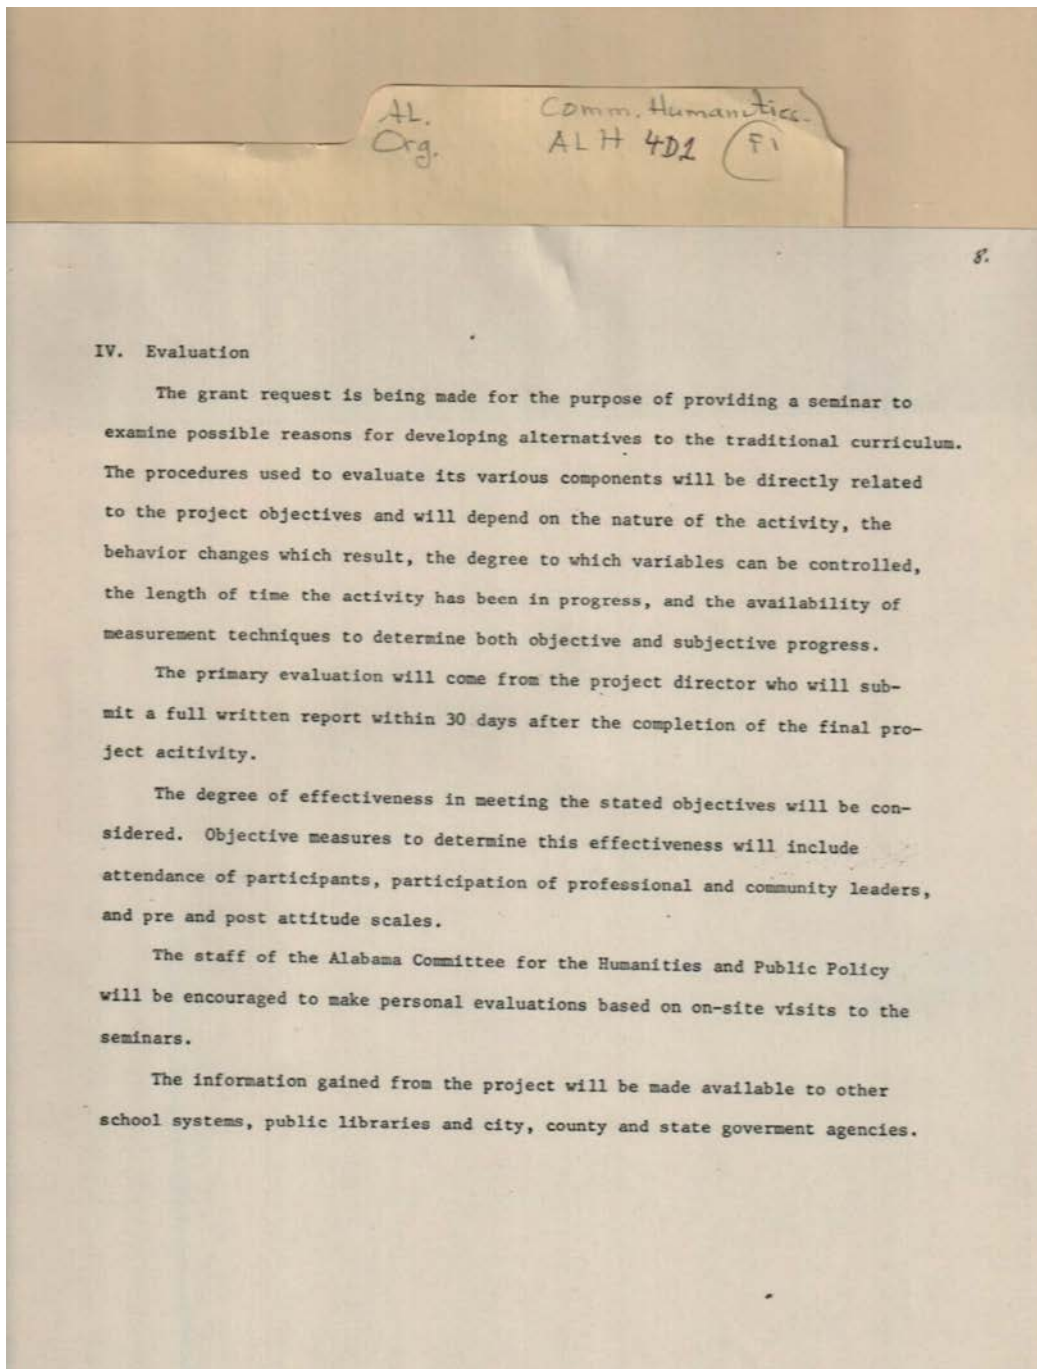 AL. Comm. Humanities.
Org. ALH 4D1 F1
8.
IV. Evaluation
The grant request is being made for the purpose of providing a seminar to
examine possible reasons for developing alternatives to the traditional curriculum.
The procedures used to evaluate its various components will be directly related
to the project objectives and will depend on the nature of the activity, the
behavior changes which result, the degree to which variables can be controlled,
the length of time the activity has been in progress, and the availability of
measurement techniques to determine both objective and subjective progress.
The primary evaluation will come from the project director who will sub-
mit a full written report within 30 days after the completion of the final pro-
ject acitivity.
The degree of effectiveness in meeting the stated objectives will be con-
sidered. Objective measures to determine this effectiveness will include
attendance of participants, participation of professional and community leaders,
and pre and post attitude scales.
The staff of the Alabama Committee for the Humanities and Public Policy
will be encouraged to make personal evaluations based on on-site visits to the
seminars.
The information gained from the project will be made available to other
school systems, public libraries and city, county and state goverment agencies.